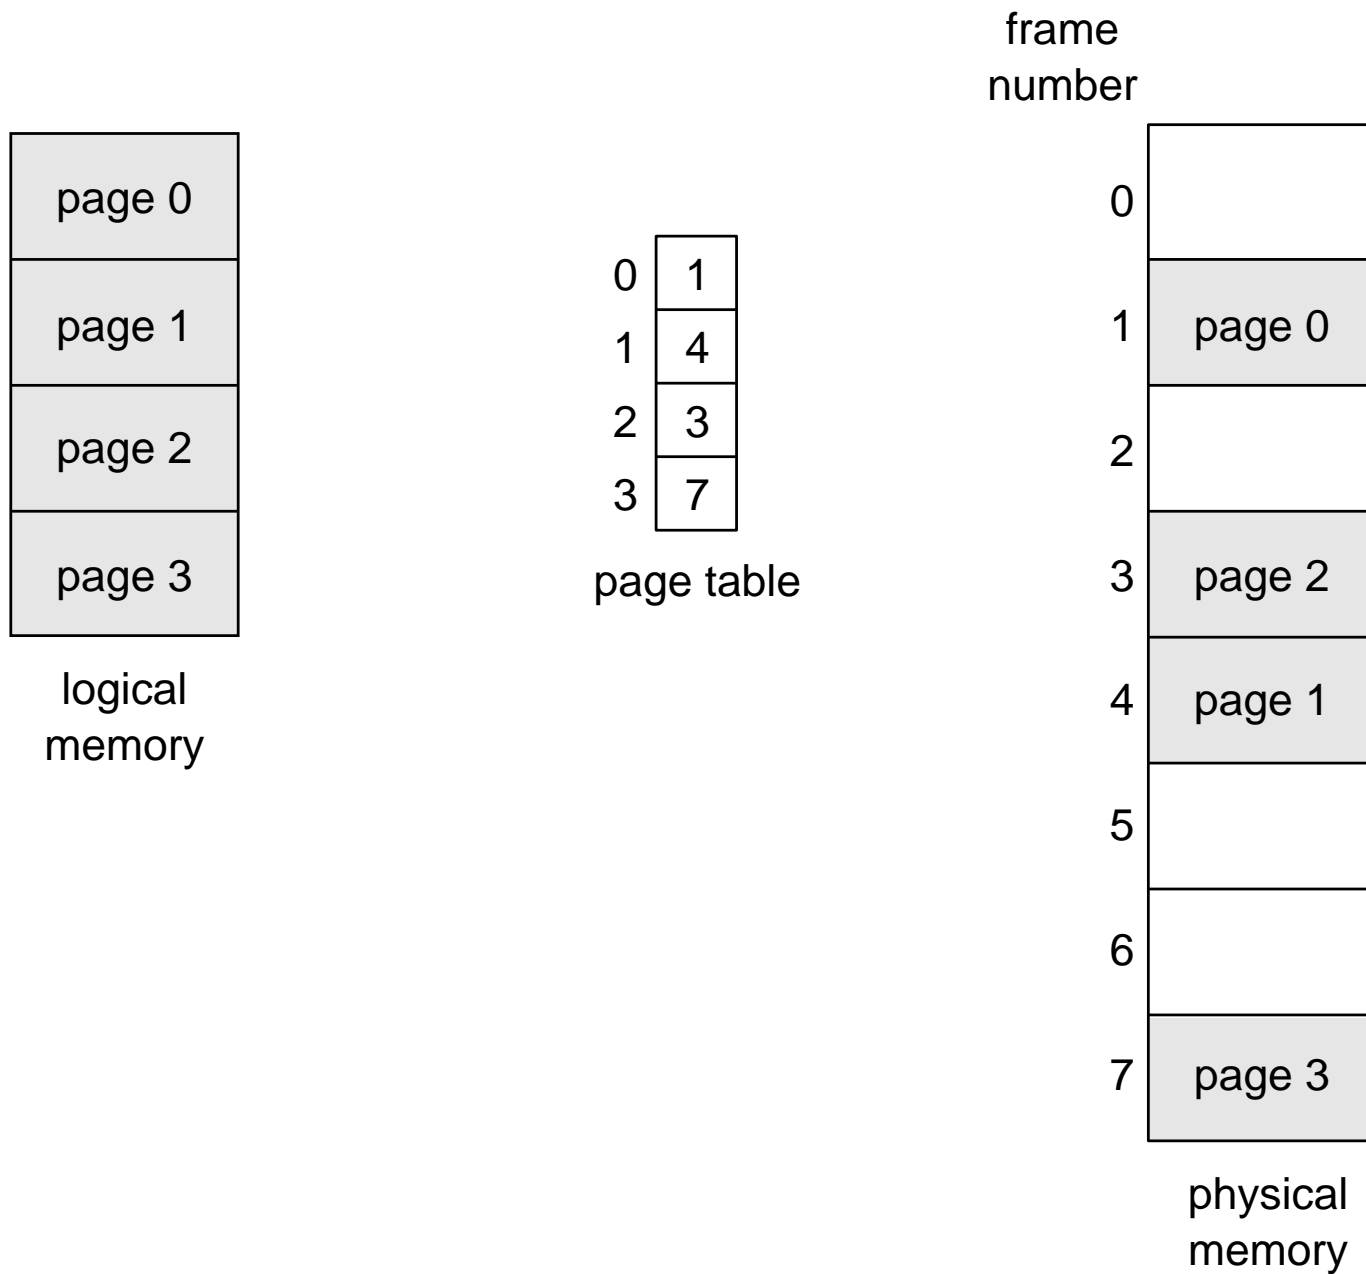 frame
number
page 0
page 1
page 2
page 3
logical
memory
0 1
1 4
2 3
3 7
page table
0
1 page 0
2
3 page 2
4 page 1
5
6
7 page 3
physical
memory